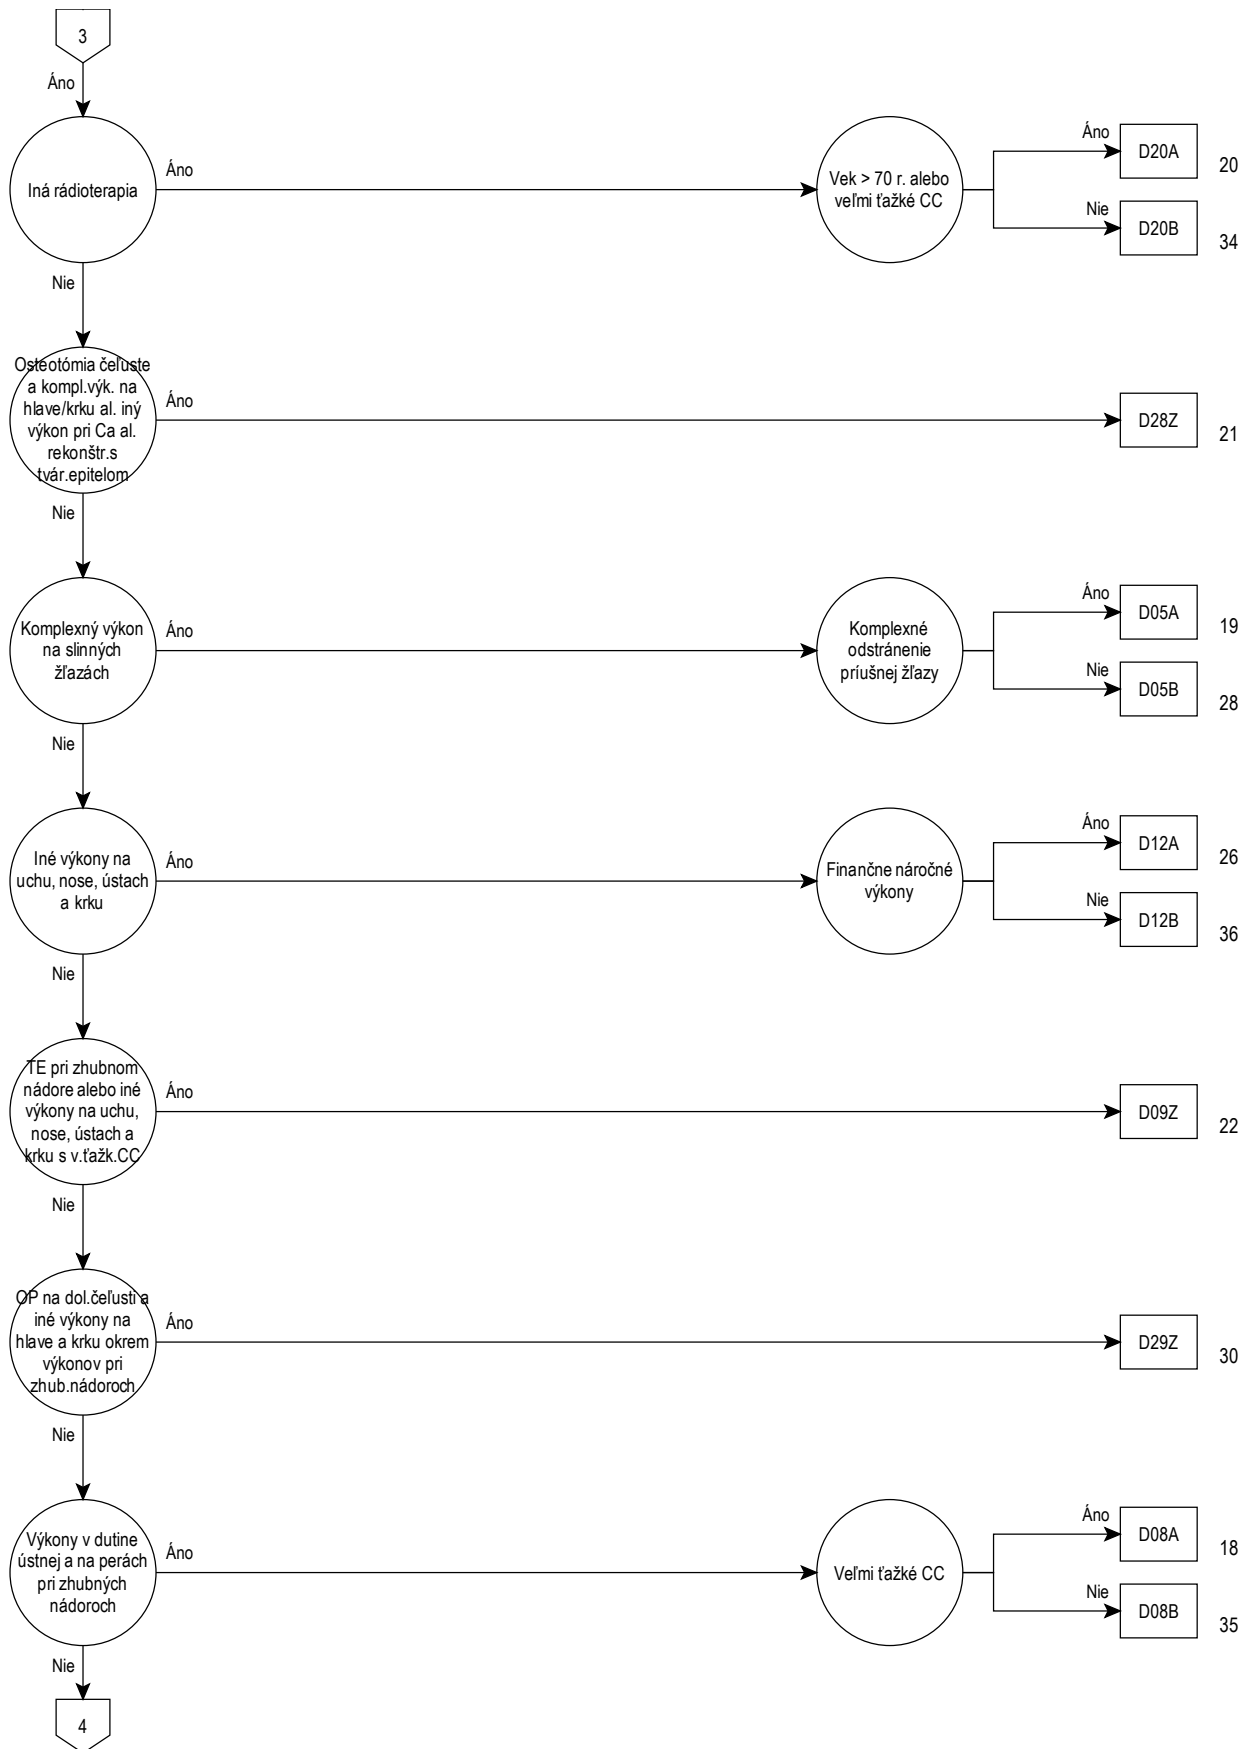 3
Áno
Iná rádioterapia
Áno
Vek > 70 r. alebo
veľmi ťažké CC
Áno
D20A
20
Nie
D20B
34
Nie
Osteotómia čeľuste
a kompl.výk. na
hlave/krku al. iný
výkon pri Ca al.
rekonštr.s
tvár.epitelom
Áno
D28Z
21
Nie
Komplexný výkon
na slinných
žľazách
Áno
Komplexné
odstránenie
príušnej žľazy
Áno
D05A
19
Nie
D05B
28
Nie
Iné výkony na
uchu, nose, ústach
a krku
Áno
Finančne náročné
výkony
Áno
D12A
26
Nie
D12B
36
Nie
TE pri zhubnom
nádore alebo iné
výkony na uchu,
nose, ústach a
krku s v.ťažk.CC
Áno
D09Z
22
Nie
OP na dol.čeľusti a
iné výkony na
hlave a krku okrem
výkonov pri
zhub.nádoroch
Áno
D29Z
30
Nie
Výkony v dutine
ústnej a na perách
pri zhubných
nádoroch
Áno
Veľmi ťažké CC
Áno
D08A
18
Nie
D08B
35
Nie
4